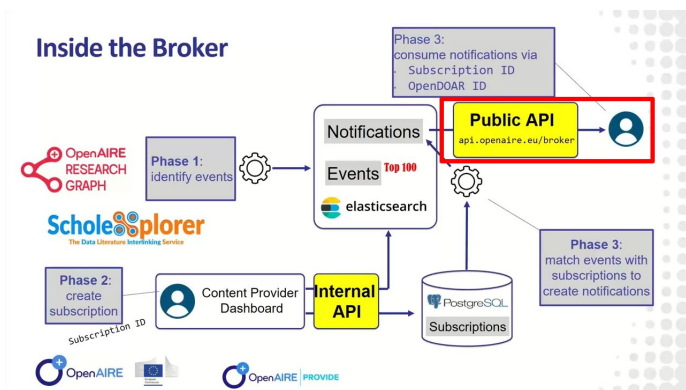 Inside the Broker
Phase 3:
consume notifications via
- Subscription ID
- OpenDOAR ID
Public API
api.openaire.eu/broker
Notifications
Events Top 100
elasticsearch
OpenAIRE
RESEARCH
GRAPH
Phase 1:
identify events
Scholexplorer
The Data Literature Interlinking Service
Phase 2:
create
subscription
Subscription ID
Content Provider
Dashboard
Internal
API
PostgreSQL
Subscriptions
Phase 3:
match events with
subscriptions to
create notifications
OpenAIRE
OpenAIRE PROVIDE